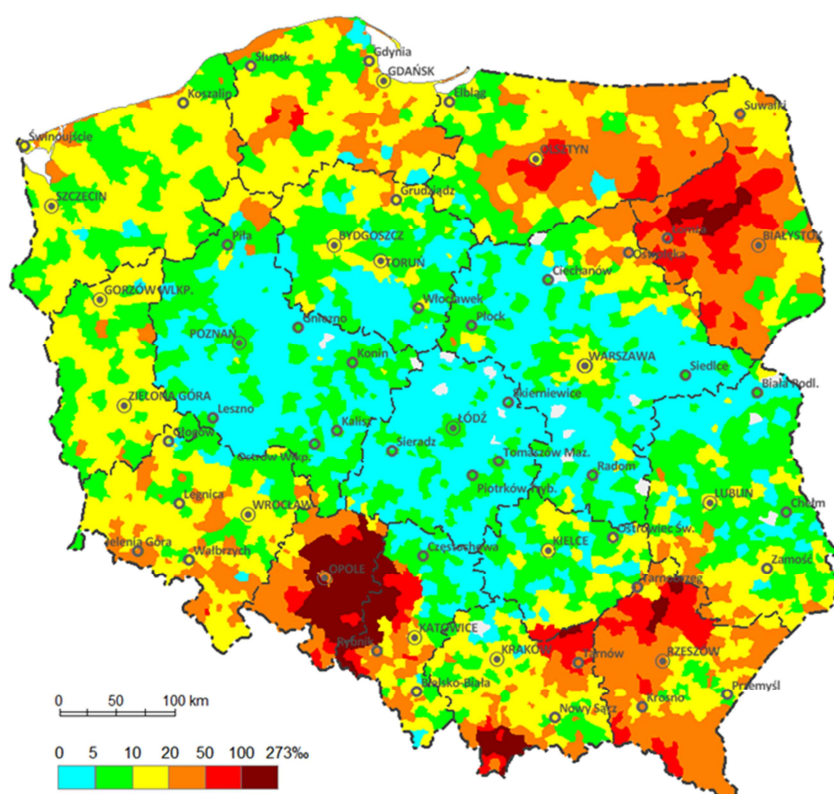 Gdynia
Słupsk
GDAŃSK
Koszalin
Elbląg
Suwałki
Świnoujście
OLSZTYN
SZCZECIN
Grudziądz
Łomża
Piła
BYDGOSZCZ
BIAŁYSTOK
Ostrołęka
TORUŃ
Ciechanów
GORZÓW WLKP.
Włocławek
Gniezno
Płock
POZNAŃ
Konin
WARSZAWA
Siedlce
Biała Podl.
ZIELONA GÓRA
Leszno
Skierniewice
Kalisz
ŁÓDŹ
Głogów
Ostrów Wlkp.
Sieradz
Tomaszów Maz.
Piotrków Tryb.
Radom
Legnica
LUBLIN
WROCŁAW
Chełm
Ostrowiec Św.
Jelenia Góra
Wałbrzych
Częstochowa
KIELCE
OPOLE
Zamość
Tarnobrzeg
KATOWICE
Rybnik
KRAKÓW
Tarnów
RZESZÓW
Bielsko-Biała
Przemyśl
Krosno
Nowy Sącz
0 50 100 km
0 5 10 20 50 100 273‰